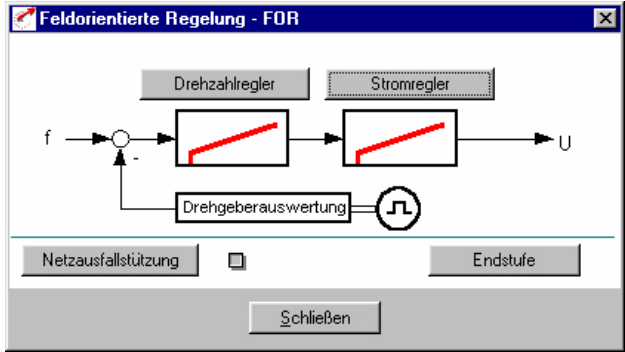 Feldorientierte Regelung - FOR
Drehzahlregler Stromregler
f U
-
Drehgeberauswertung
Netzausfallstützung Endstufe
Schließen